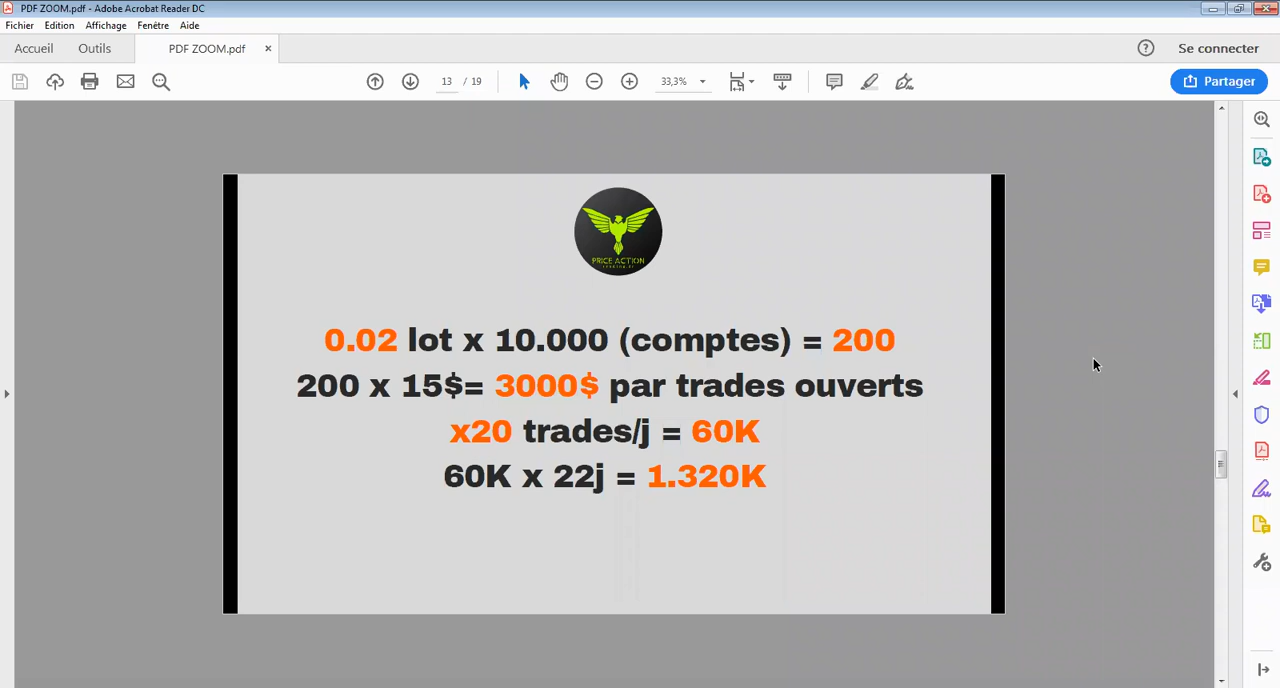 PDF ZOOM.pdf - Adobe Acrobat Reader DC
Fichier Edition Affichage Fenêtre Aide
Accueil Outils PDF ZOOM.pdf × Se connecter
13 / 19 33,3% Partager
PRICE ACTION
0.02 lot x 10.000 (comptes) = 200
200 x 15$= 3000$ par trades ouverts
x20 trades/j = 60K
60K x 22j = 1.320K